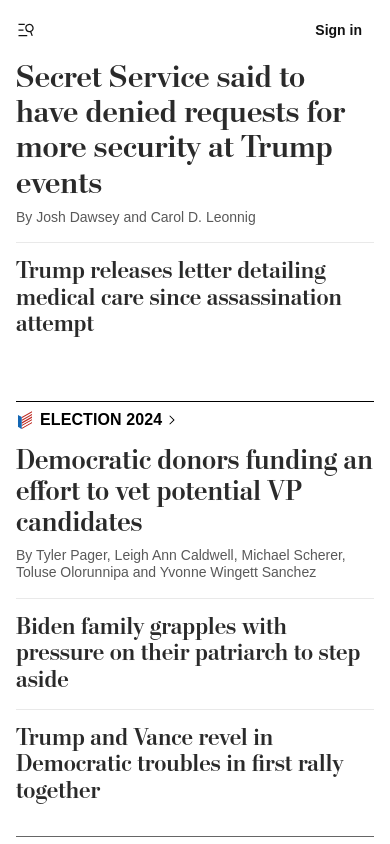 Sign in
Secret Service said to
have denied requests for
more security at Trump
events
By Josh Dawsey and Carol D. Leonnig
Trump releases letter detailing
medical care since assassination
attempt
ELECTION 2024
Democratic donors funding an
effort to vet potential VP
candidates
By Tyler Pager, Leigh Ann Caldwell, Michael Scherer,
Toluse Olorunnipa and Yvonne Wingett Sanchez
Biden family grapples with
pressure on their patriarch to step
aside
Trump and Vance revel in
Democratic troubles in first rally
together